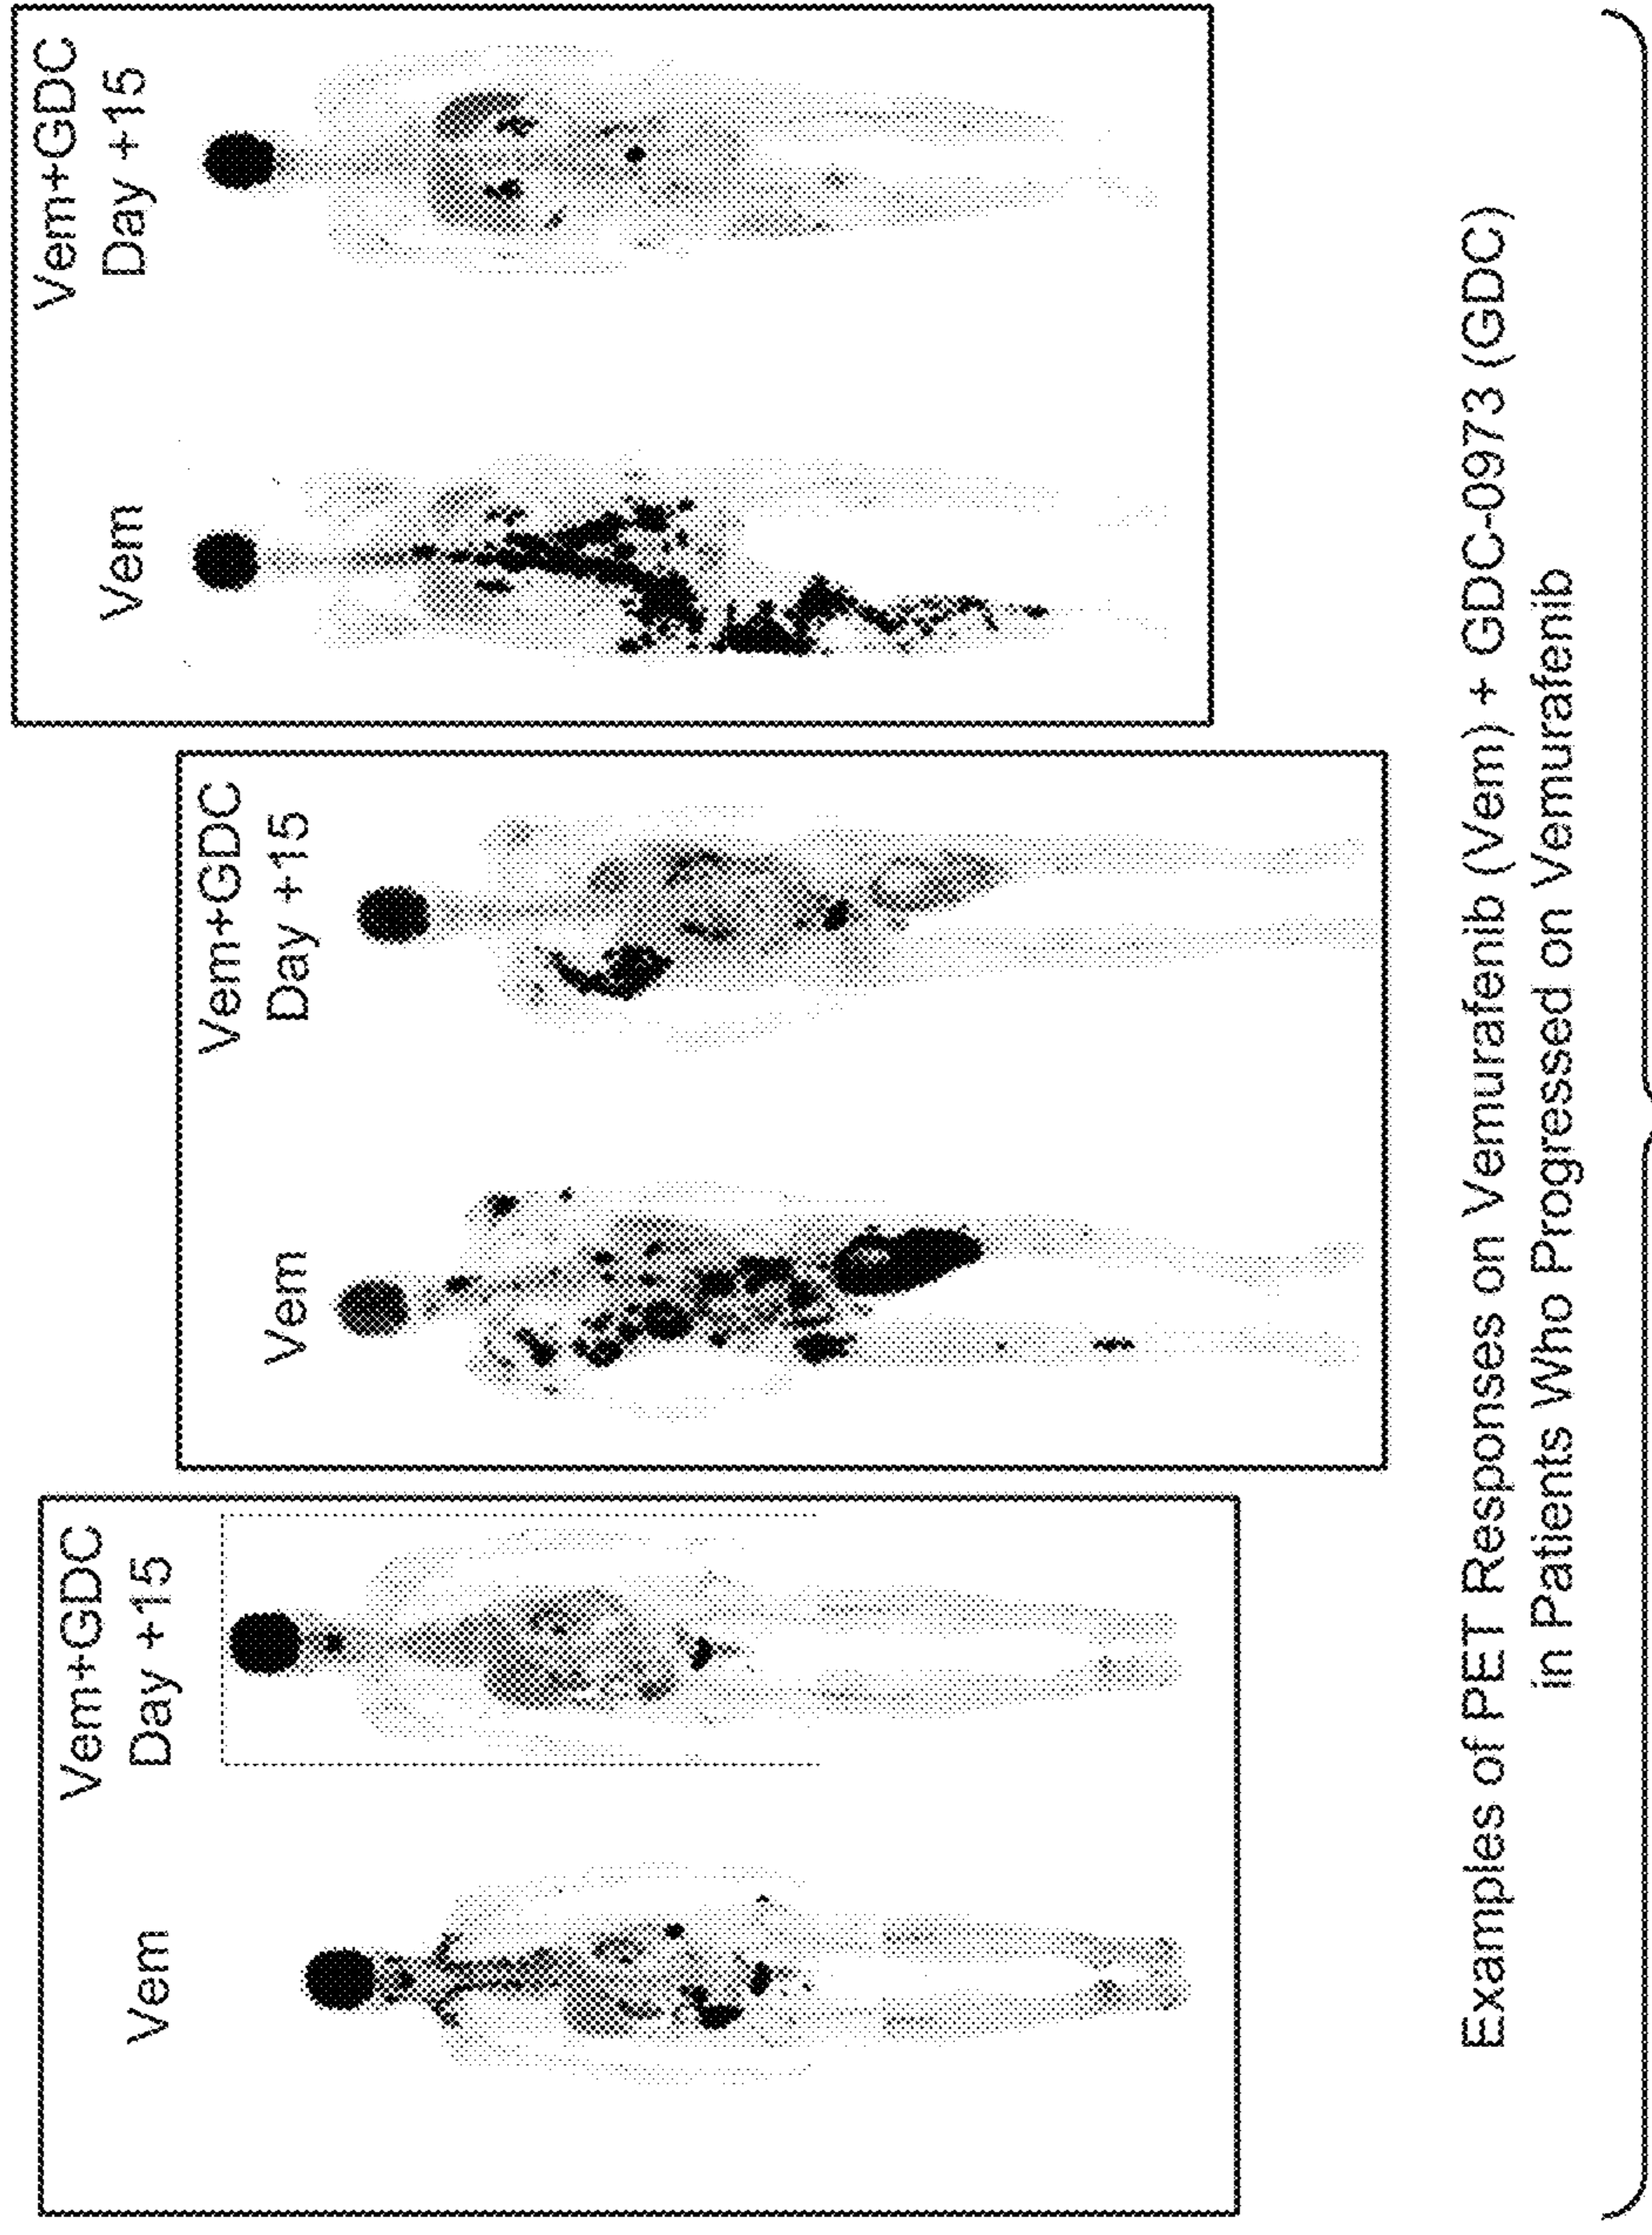 Vem
Vem+GDC
Day +15
Vem
Vem+GDC
Day +15
Vem
Vem+GDC
Day +15
Examples of PET Responses on Vemurafenib (Vem) + GDC-0973 (GDC)
in Patients Who Progressed on Vemurafenib